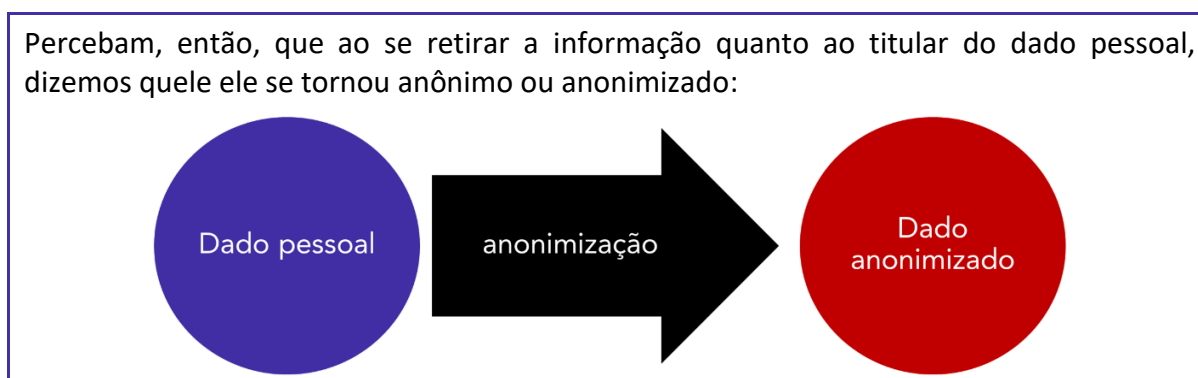 Percebam, então, que ao se retirar a informação quanto ao titular do dado pessoal,
dizemos quele ele se tornou anônimo ou anonimizado:
Dado pessoal
anonimização
Dado
anonimizado